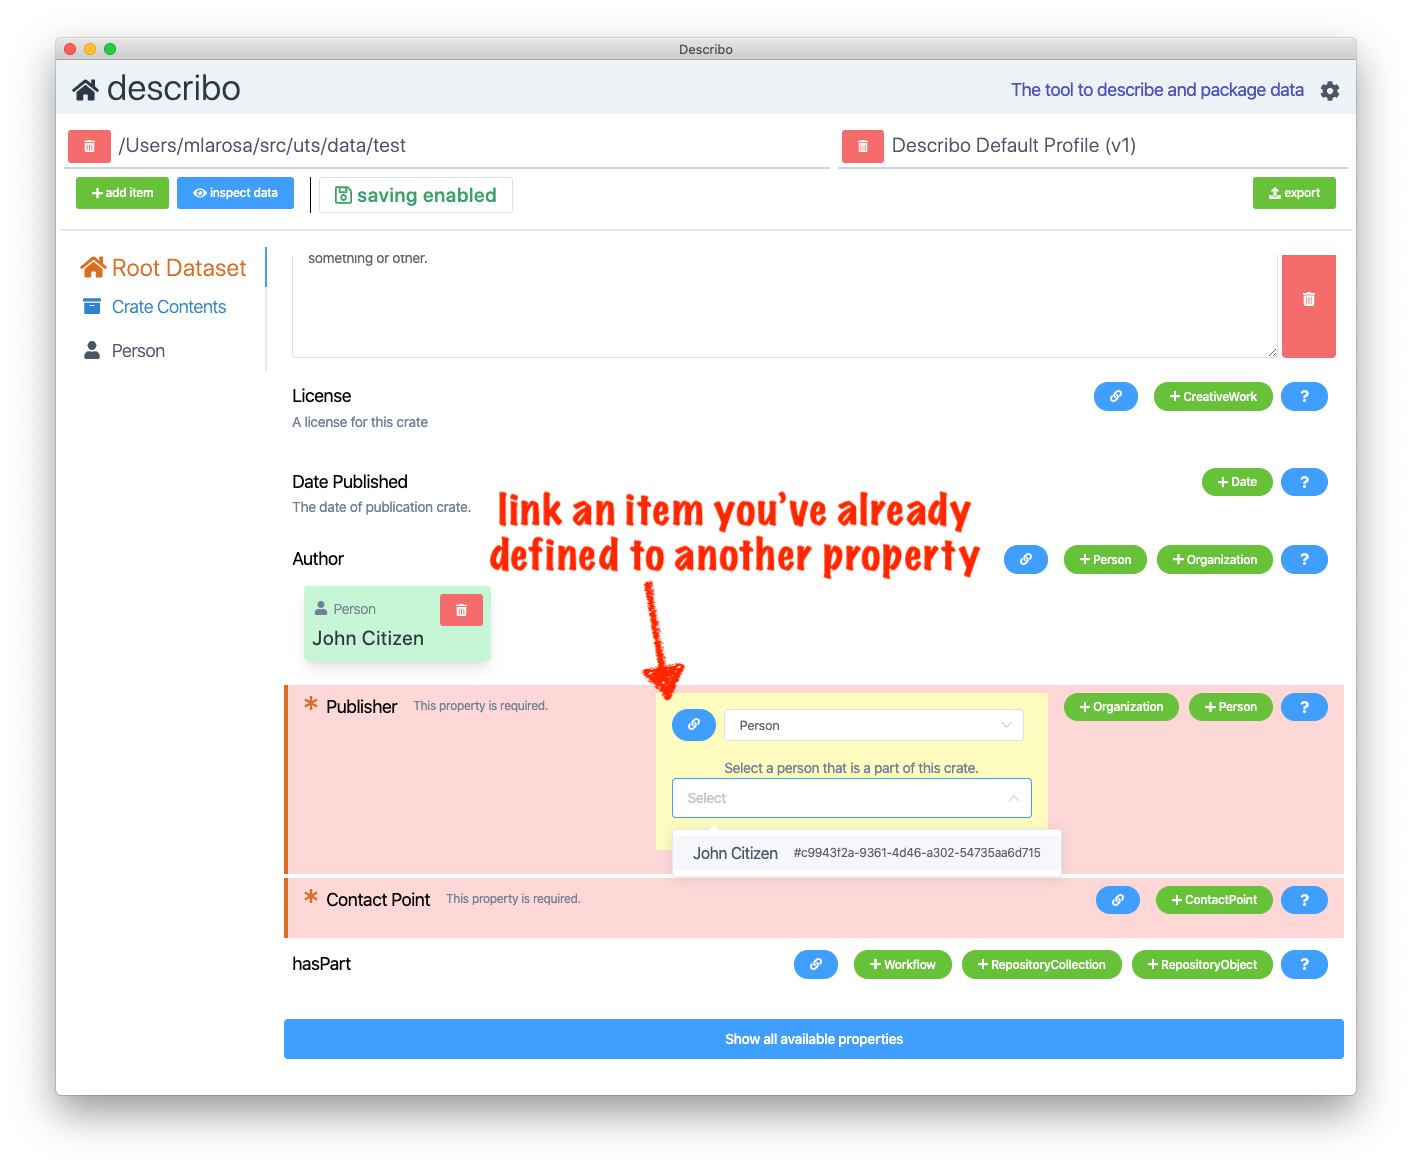 Describo
describo
The tool to describe and package data
/Users/mlarosa/src/uts/data/test
Describo Default Profile (v1)
add item
inspect data
saving enabled
export
Root Dataset
Crate Contents
Person
something or other.
License
A license for this crate
+ CreativeWork
?
Date Published
The date of publication crate.
+ Date
?
link an item you've already
defined to another property
Author
+ Person
+ Organization
?
Person
John Citizen
* Publisher This property is required.
Person
+ Organization
+ Person
?
Select a person that is a part of this crate.
Select
John Citizen #c9943f2a-9361-4d46-a302-54735aa6d715
* Contact Point This property is required.
+ ContactPoint
?
hasPart
+ Workflow
+ RepositoryCollection
+ RepositoryObject
?
Show all available properties